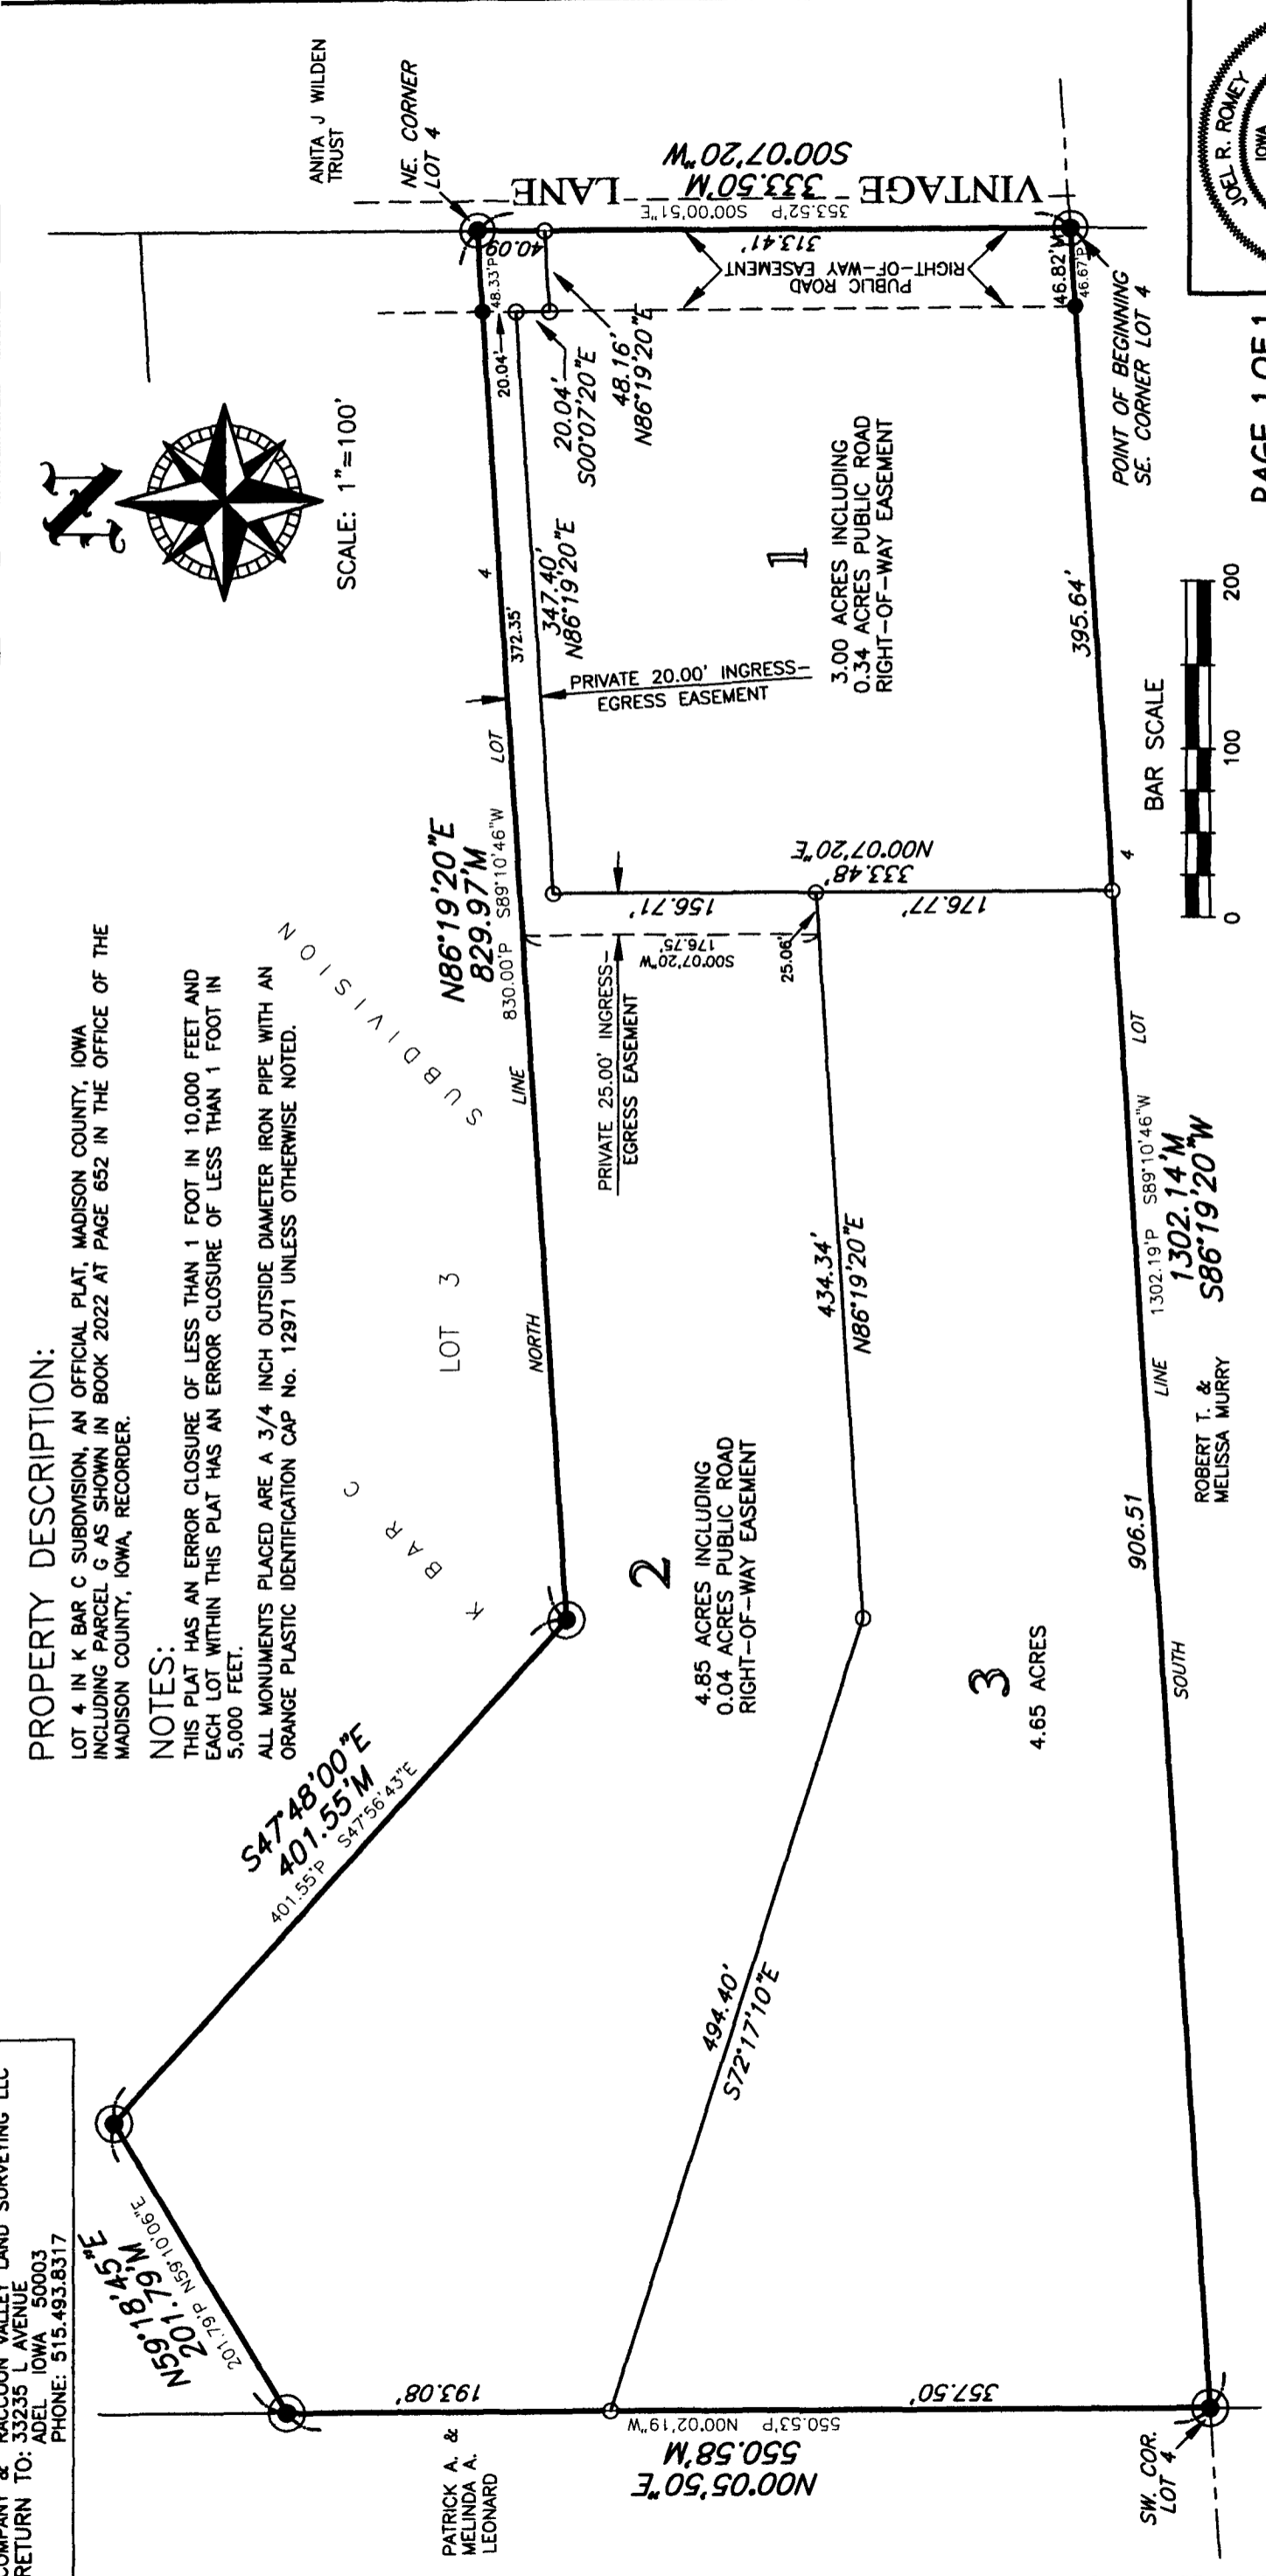 COMPANY & RACCOON VALLEY LAND SURVEYING LLC
RETURN TO: 33235 L AVENUE
ADEL IOWA 50003
PHONE: 515.493.8317
PROPERTY DESCRIPTION:
LOT 4 IN K BAR C SUBDIVISION, AN OFFICIAL PLAT, MADISON COUNTY, IOWA
INCLUDING PARCEL G AS SHOWN IN BOOK 2022 AT PAGE 652 IN THE OFFICE OF THE
MADISON COUNTY, IOWA, RECORDER.
NOTES:
THIS PLAT HAS AN ERROR CLOSURE OF LESS THAN 1 FOOT IN 10,000 FEET AND
EACH LOT WITHIN THIS PLAT HAS AN ERROR CLOSURE OF LESS THAN 1 FOOT IN
5,000 FEET.
ALL MONUMENTS PLACED ARE A 3/4 INCH OUTSIDE DIAMETER IRON PIPE WITH AN
ORANGE PLASTIC IDENTIFICATION CAP No. 12971 UNLESS OTHERWISE NOTED.
N
SCALE: 1"=100'
ANITA J WILDEN
TRUST
NE. CORNER
LOT 4
N59°18'45"E
201.79'M
201.79'P N59°10'06"E
S47°48'00"E
401.55'M
401.55'P S47°56'43"E
K BAR C SUBDIVISION
LOT 3
N86°19'20"E
829.97'M
830.00'P S89°10'46"W
NORTH LINE LOT 4
372.35'
48.33'P
20.04'
40.09'
347.40'
N86°19'20"E
20.04'
S00°07'20"E
48.16'
N86°19'20"E
VINTAGE LANE
333.50'M
S00°07'20"W
353.52'P S00°00'51"E
313.41'
PUBLIC ROAD
RIGHT-OF-WAY EASEMENT
46.82'M
46.67'P
POINT OF BEGINNING
SE. CORNER LOT 4
PRIVATE 20.00' INGRESS-
EGRESS EASEMENT
PRIVATE 25.00' INGRESS-
EGRESS EASEMENT
156.71'
S00°07'20"W
176.75'
25.06'
N00°07'20"E
333.48'
176.77'
1
3.00 ACRES INCLUDING
0.34 ACRES PUBLIC ROAD
RIGHT-OF-WAY EASEMENT
2
4.85 ACRES INCLUDING
0.04 ACRES PUBLIC ROAD
RIGHT-OF-WAY EASEMENT
434.34'
N86°19'20"E
494.40'
S72°17'10"E
3
4.65 ACRES
PATRICK A. &
MELINDA A.
LEONARD
193.08'
357.50'
550.53'P N00°02'19"W
550.58'M
N00°05'50"E
SW. COR.
LOT 4
395.64'
906.51
SOUTH LINE LOT 4
1302.19'P S89°10'46"W
1302.14'M
S86°19'20"W
ROBERT T. &
MELISSA MURRY
BAR SCALE
0 100 200
JOEL R. ROMEY
IOWA
PAGE 1 OF 1